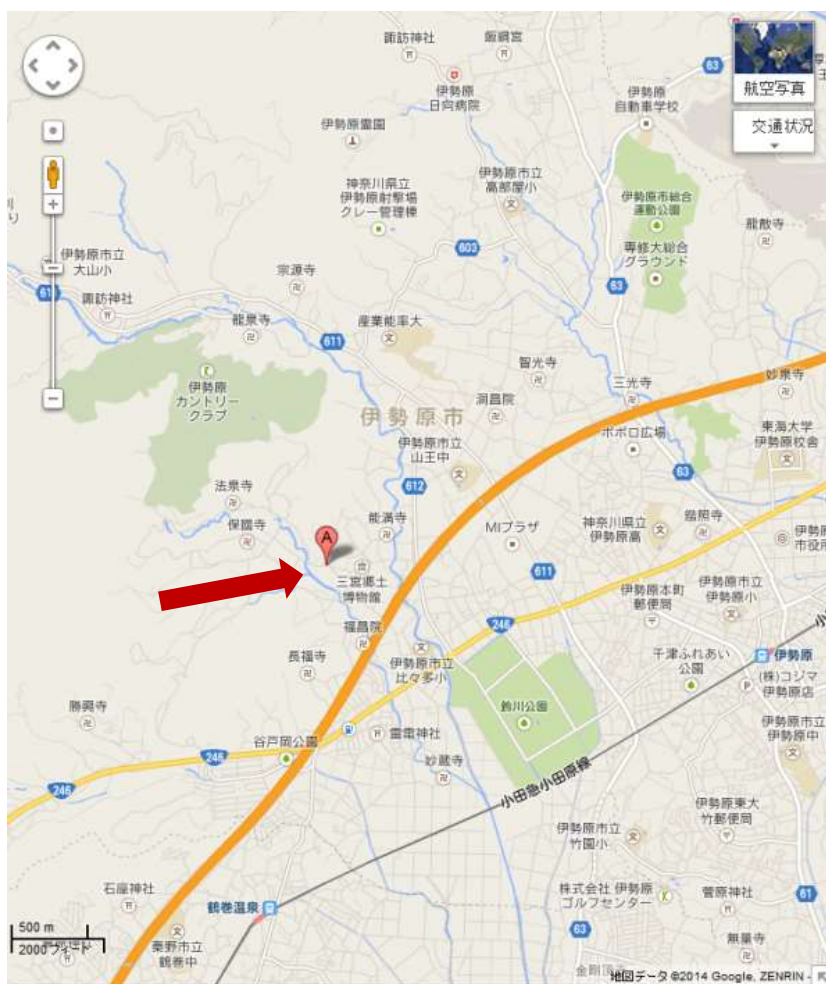 諏訪神社
飯綱宮
63
航空写真
交通状況
伊勢原
日向病院
伊勢原
自動車学校
伊勢原霊園
神奈川県立
伊勢原射撃場
クレー管理棟
伊勢原市立
高部屋小
伊勢原市総合
運動公園
龍散寺
専修大総合
グラウンド
603
63
伊勢原市立
大山小
宗源寺
諏訪神社
龍泉寺
611
産業能率大
伊勢原
カントリー
クラブ
智光寺
洞昌院
三光寺
妙泉寺
伊勢原市
伊勢原市立
山王中
ポポロ広場
東海大学
伊勢原校舎
63
612
法泉寺
保國寺
能満寺
A
MIプラザ
神奈川県立
伊勢原高
伊勢原
市役所
三宮郷土
博物館
611
伊勢原本町
郵便局
伊勢原市立
伊勢原小
福昌院
246
長福寺
伊勢原市立
比々多小
千津ふれあい
公園
伊勢原
(株)コジマ
伊勢原店
勝興寺
鈴川公園
谷戸岡公園
雷電神社
伊勢原市立
伊勢原中
246
妙蔵寺
246
小田急小田原線
伊勢原市立
竹園小
伊勢原東大
竹郵便局
石座神社
鶴巻温泉
株式会社 伊勢原
ゴルフセンター
菅原神社
61
500 m
2000 フィート
秦野市立
鶴巻中
63
無量寺
地図データ ©2014 Google, ZENRIN -